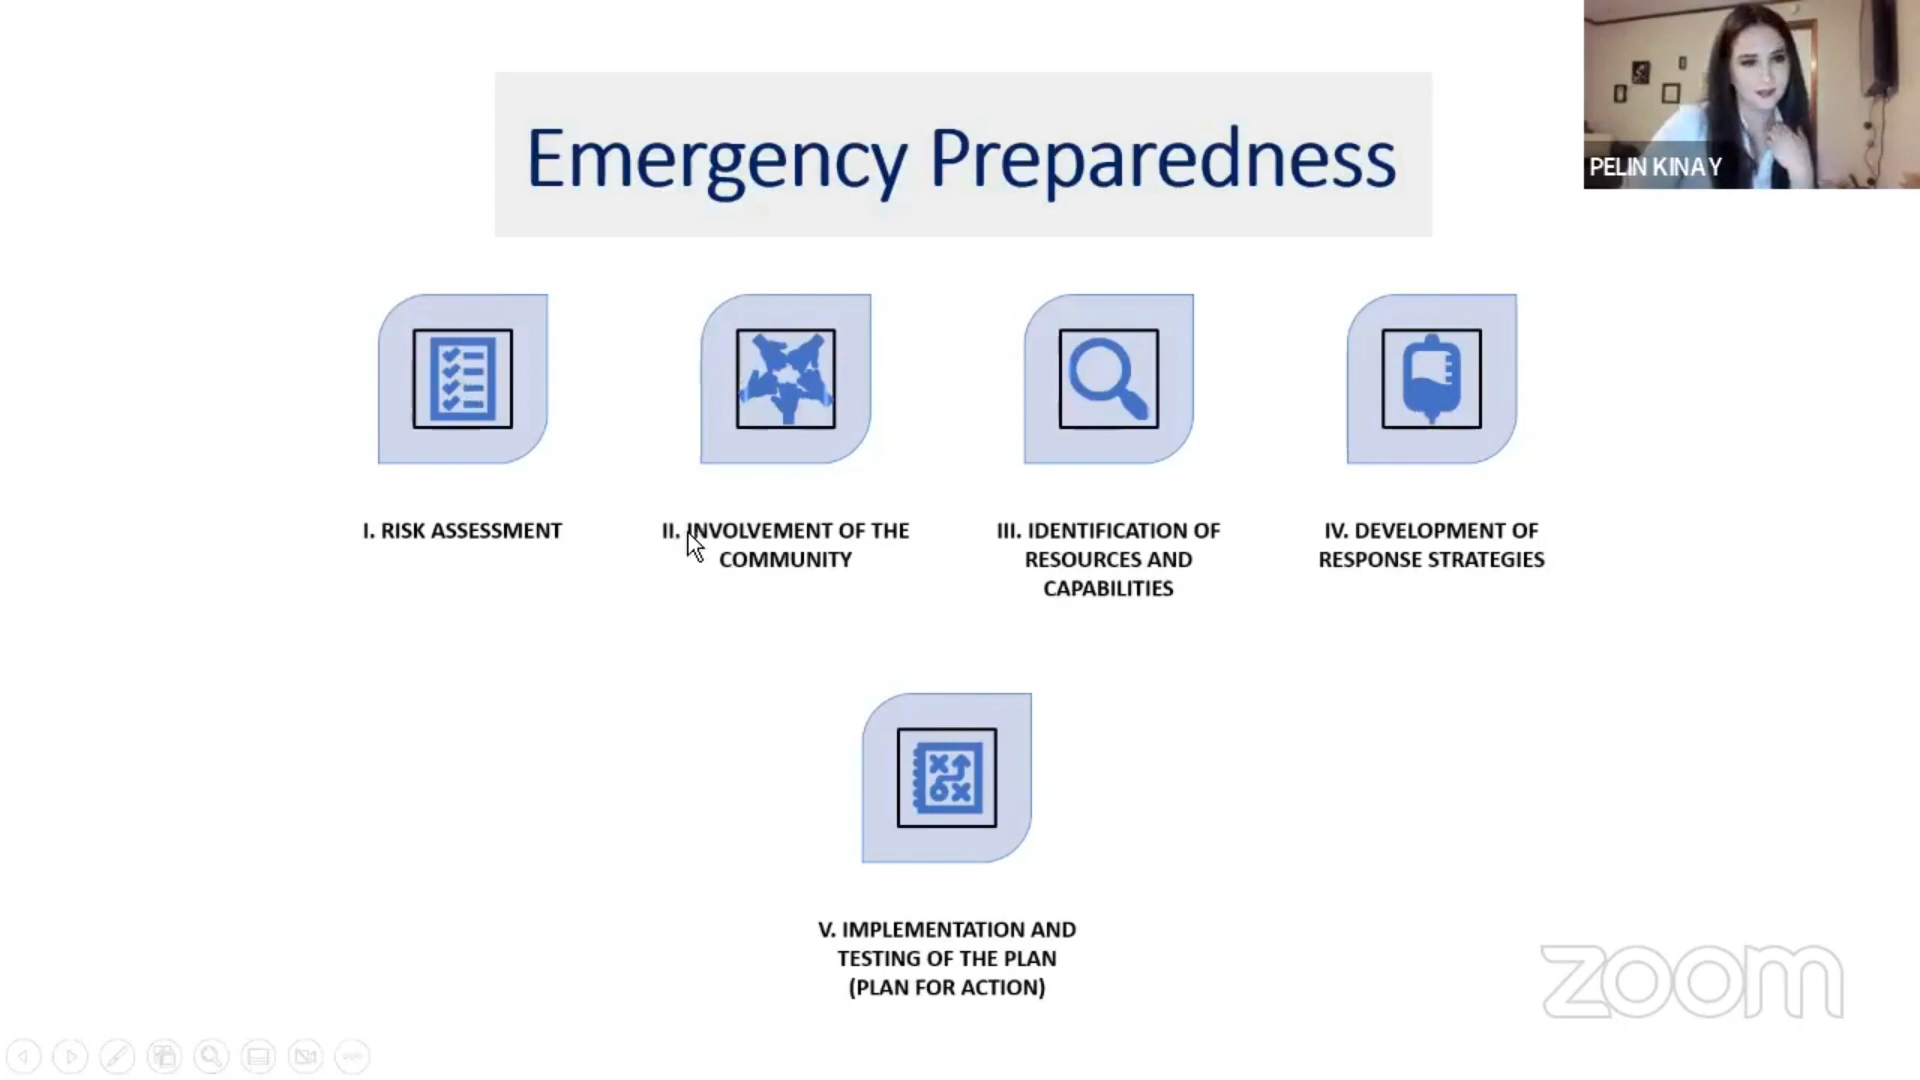 Emergency Preparedness
PELIN KINAY
I. RISK ASSESSMENT
II. INVOLVEMENT OF THE
COMMUNITY
III. IDENTIFICATION OF
RESOURCES AND
CAPABILITIES
IV. DEVELOPMENT OF
RESPONSE STRATEGIES
V. IMPLEMENTATION AND
TESTING OF THE PLAN
(PLAN FOR ACTION)
zoom